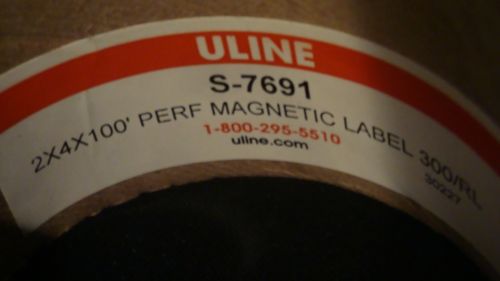 ULINE
S-7691
2X4X100' PERF MAGNETIC LABEL 300/RL
1-800-295-5510
uline.com
30227